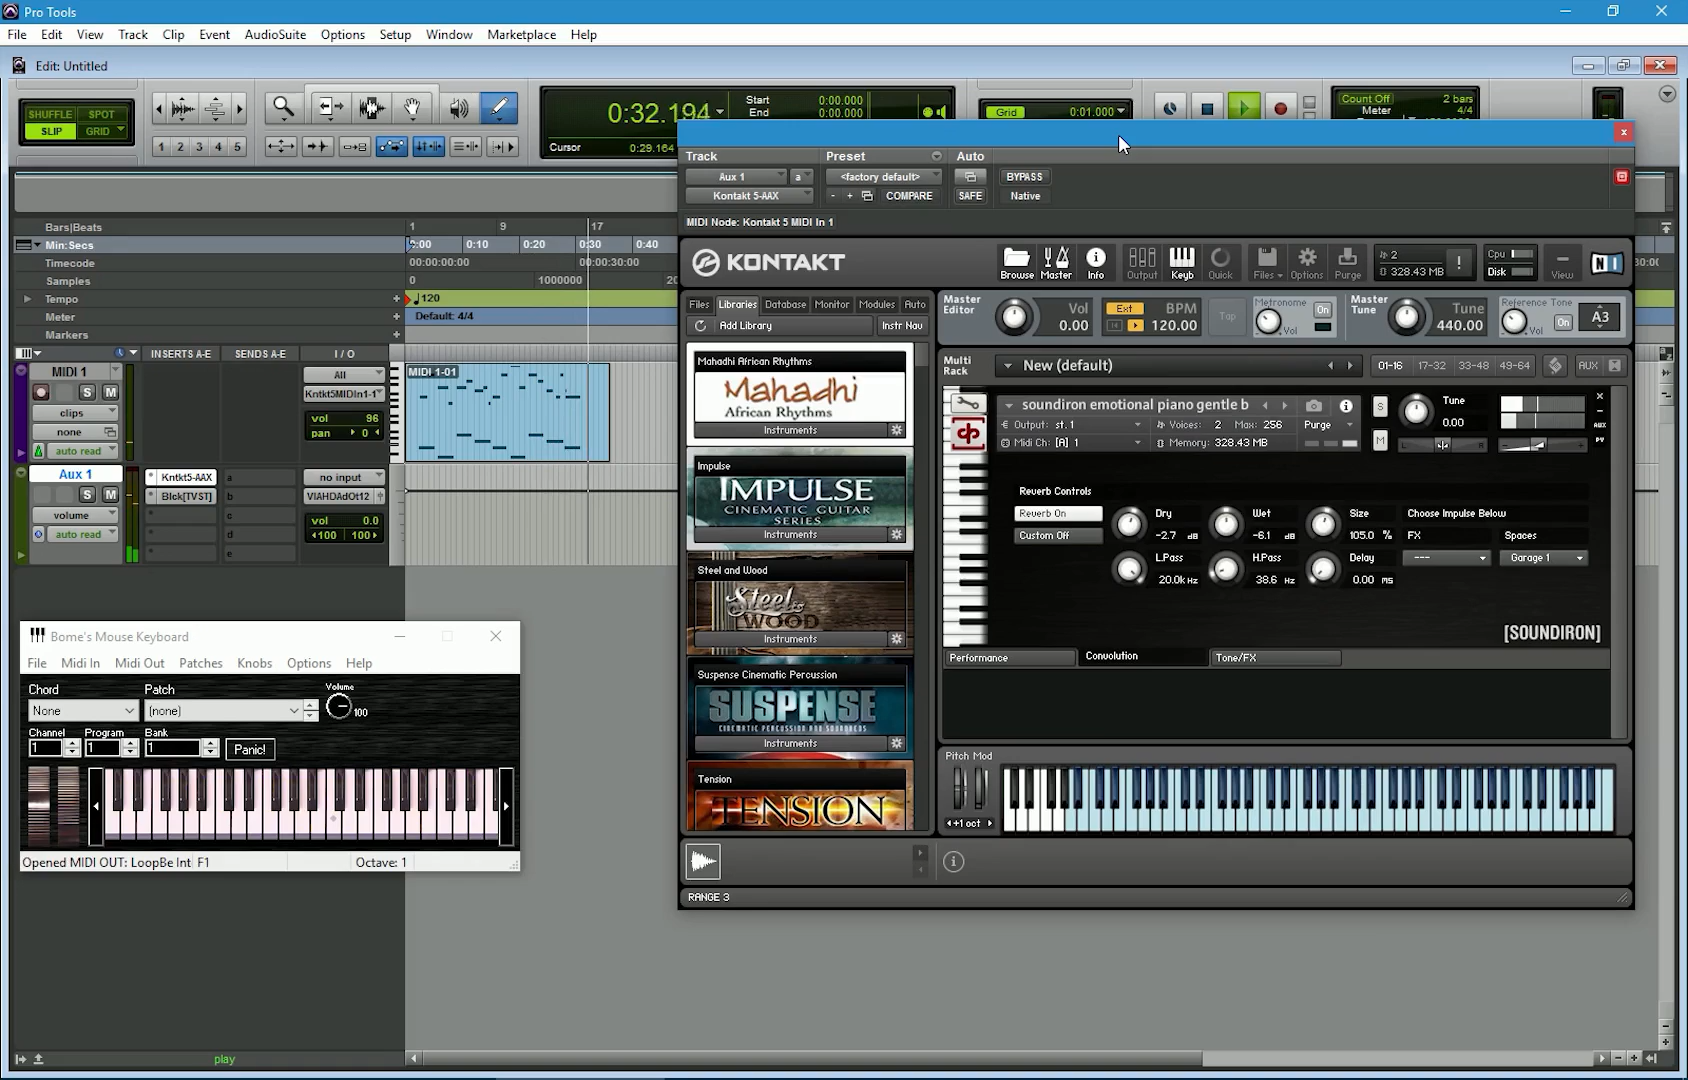 Pro Tools
File Edit View Track Clip Event AudioSuite Options Setup Window Marketplace Help
Edit: Untitled
SHUFFLE SPOT
SLIP GRID
1 2 3 4 5
0:32.194
Start 0:00.000
End 0:00.000
Cursor 0:29.164
Grid 0:01.000
Count Off 2 bars
Meter 4/4
Bars|Beats 1 9 17
Min:Secs 0:00 0:10 0:20 0:30 0:40
Timecode 00:00:00:00 00:00:30:00
Samples 0 1000000
Tempo 120
Meter Default: 4/4
Markers
INSERTS A-E SENDS A-E I / O
MIDI 1
S M
clips
none
auto read
All
Kntkt5MIDIn1-1
vol 96
pan 0
MIDI 1-01
Aux 1
S M
volume
auto read
Kntkt5-AAX
Blck[TVST]
a
b
c
d
e
no input
VIAHDAdOt12
vol 0.0
100 100
Track Preset Auto
Aux 1 a <factory default> BYPASS
Kontakt 5-AAX - + COMPARE SAFE Native
MIDI Node: Kontakt 5 MIDI In 1
KONTAKT
Browse Master Info Output Keyb Quick Files Options Purge
2
328.43 MB !
Cpu
Disk
View
NI
Files Libraries Database Monitor Modules Auto
Add Library Instr Nav
Mahadhi African Rhythms
Mahadhi
African Rhythms
Instruments
Impulse
IMPULSE
CINEMATIC GUITAR
SERIES
Instruments
Steel and Wood
Steel &
WOOD
Instruments
Suspense Cinematic Percussion
SUSPENSE
CINEMATIC PERCUSSION AND SOUNDBEDS
Instruments
Tension
TENSION
Master
Editor
Vol
0.00
Ext BPM
120.00
Tap
Metronome
On
Vol
Master
Tune
Tune
440.00
Reference Tone
On
Vol
A3
Multi
Rack
New (default)
01-16 17-32 33-48 49-64 AUX
soundiron emotional piano gentle b
Output: st.1 Voices: 2 Max: 256 Purge
Midi Ch: [A] 1 Memory: 328.43 MB
S
M
Tune
0.00
L R
- +
AUX
PV
Reverb Controls
Reverb On
Custom Off
Dry
-2.7 dB
Wet
-6.1 dB
Size
105.0 %
L.Pass
20.0k Hz
H.Pass
38.6 Hz
Delay
0.00 ms
Choose Impulse Below
FX Spaces
--- Garage 1
[SOUNDIRON]
Performance Convolution Tone/FX
Pitch Mod
+1 oct
RANGE 3
Bome's Mouse Keyboard
File Midi In Midi Out Patches Knobs Options Help
Chord Patch Volume
None (none) 100
Channel Program Bank
1 1 1 Panic!
Opened MIDI OUT: LoopBe Int F1 Octave: 1
play